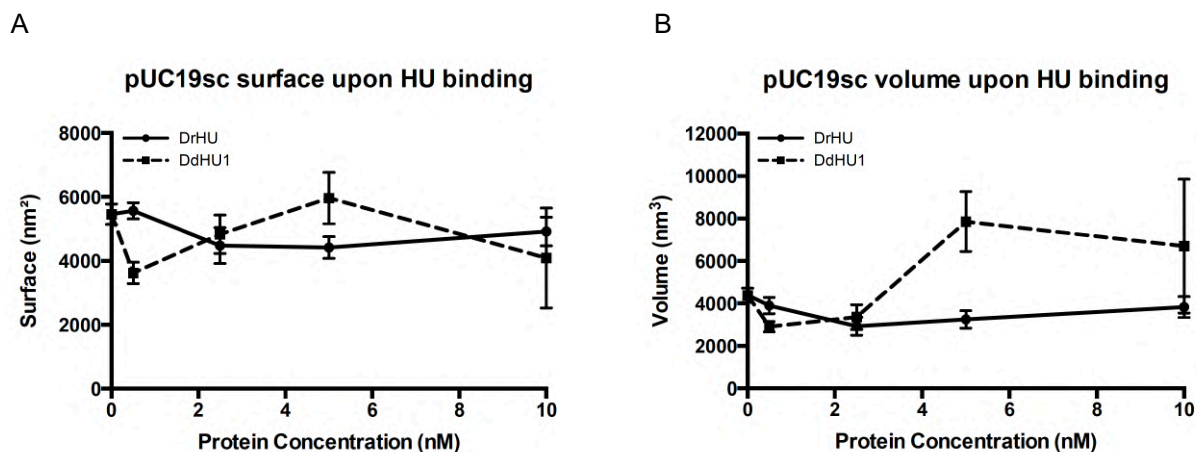 A
pUC19sc surface upon HU binding
DrHU
DdHU1
8000
6000
4000
2000
0
Surface (nm²)
0 2 4 6 8 10
Protein Concentration (nM)
B
pUC19sc volume upon HU binding
DrHU
DdHU1
12000
10000
8000
6000
4000
2000
0
Volume (nm³)
0 2 4 6 8 10
Protein Concentration (nM)